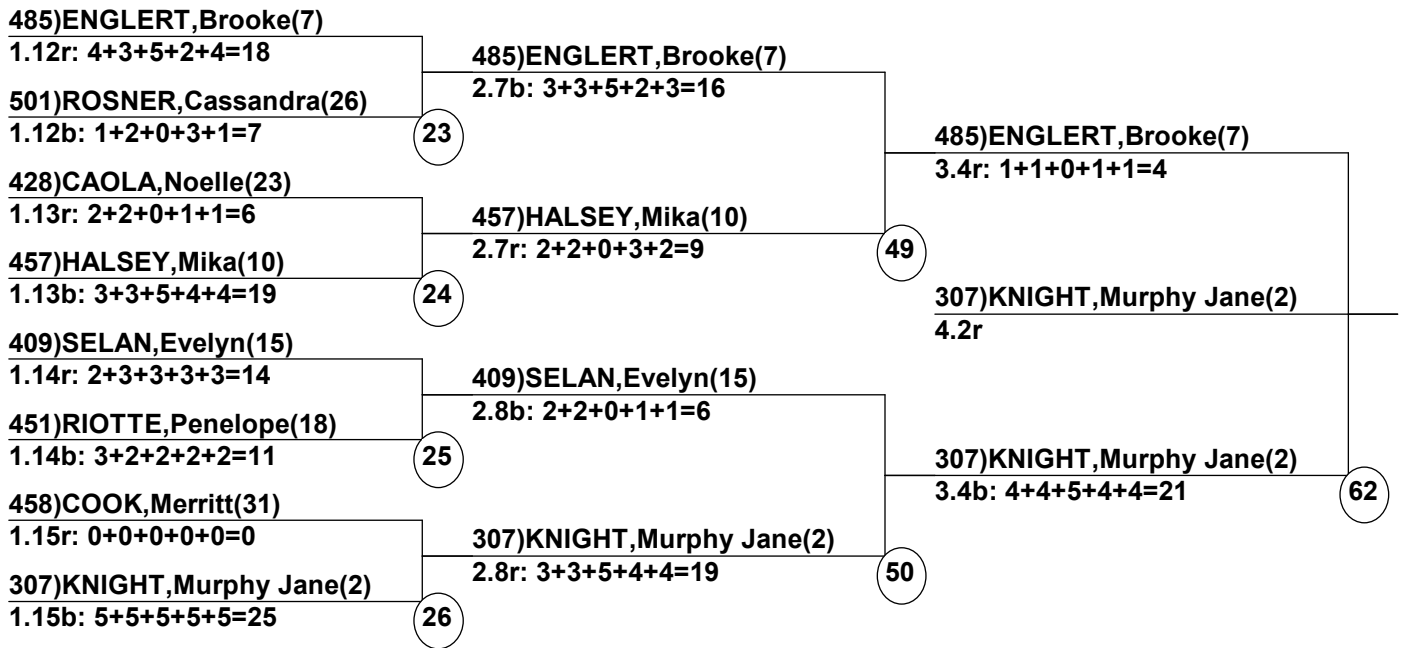 485)ENGLERT,Brooke(7)
1.12r: 4+3+5+2+4=18
501)ROSNER,Cassandra(26)
1.12b: 1+2+0+3+1=7
23
428)CAOLA,Noelle(23)
1.13r: 2+2+0+1+1=6
457)HALSEY,Mika(10)
1.13b: 3+3+5+4+4=19
24
409)SELAN,Evelyn(15)
1.14r: 2+3+3+3+3=14
451)RIOTTE,Penelope(18)
1.14b: 3+2+2+2+2=11
25
458)COOK,Merritt(31)
1.15r: 0+0+0+0+0=0
307)KNIGHT,Murphy Jane(2)
1.15b: 5+5+5+5+5=25
26
485)ENGLERT,Brooke(7)
2.7b: 3+3+5+2+3=16
457)HALSEY,Mika(10)
2.7r: 2+2+0+3+2=9
49
409)SELAN,Evelyn(15)
2.8b: 2+2+0+1+1=6
307)KNIGHT,Murphy Jane(2)
2.8r: 3+3+5+4+4=19
50
485)ENGLERT,Brooke(7)
3.4r: 1+1+0+1+1=4
307)KNIGHT,Murphy Jane(2)
4.2r
307)KNIGHT,Murphy Jane(2)
3.4b: 4+4+5+4+4=21
62